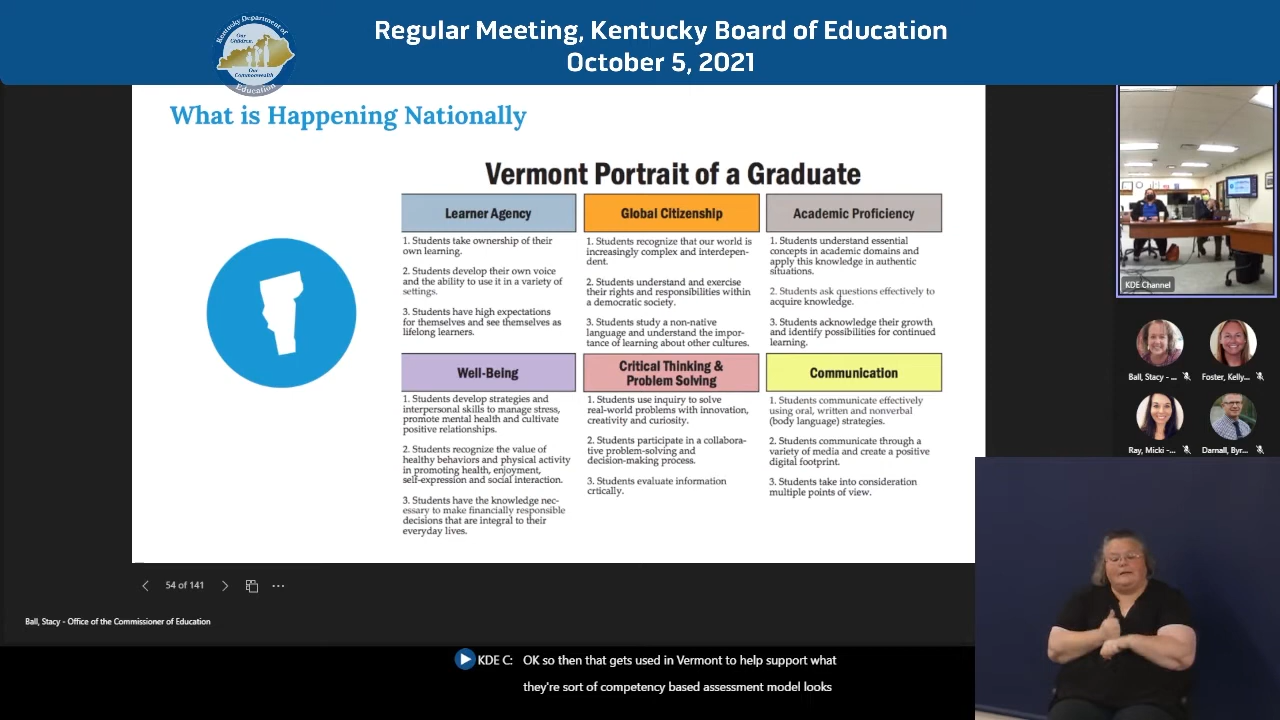 Regular Meeting, Kentucky Board of Education
October 5, 2021
Kentucky Department of
Our
Children,
Our
Commonwealth
Education
What is Happening Nationally
Vermont Portrait of a Graduate
Learner Agency
1. Students take ownership of their
own learning.
2. Students develop their own voice
and the ability to use it in a variety of
settings.
3. Students have high expectations
for themselves and see themselves as
lifelong learners.
Global Citizenship
1. Students recognize that our world is
increasingly complex and interdepen-
dent.
2. Students understand and exercise
their rights and responsibilities within
a democratic society.
3. Students study a non-native
language and understand the impor-
tance of learning about other cultures.
Academic Proficiency
1. Students understand essential
concepts in academic domains and
apply this knowledge in authentic
situations.
2. Students ask questions effectively to
acquire knowledge.
3. Students acknowledge their growth
and identify possibilities for continued
learning.
Well-Being
1. Students develop strategies and
interpersonal skills to manage stress,
promote mental health and cultivate
positive relationships.
2. Students recognize the value of
healthy behaviors and physical activity
in promoting health, enjoyment,
self-expression and social interaction.
3. Students have the knowledge nec-
essary to make financially responsible
decisions that are integral to their
everyday lives.
Critical Thinking &
Problem Solving
1. Students use inquiry to solve
real-world problems with innovation,
creativity and curiosity.
2. Students participate in a collabora-
tive problem-solving and
decision-making process.
3. Students evaluate information
crtically.
Communication
1. Students communicate effectively
using oral, written and nonverbal
(body language) strategies.
2. Students communicate through a
variety of media and create a positive
digital footprint.
3. Students take into consideration
multiple points of view.
KDE Channel
Ball, Stacy - ...
Foster, Kelly...
Ray, Micki -...
Darnall, Byr...
54 of 141
Ball, Stacy - Office of the Commissioner of Education
KDE C: OK so then that gets used in Vermont to help support what
they're sort of competency based assessment model looks